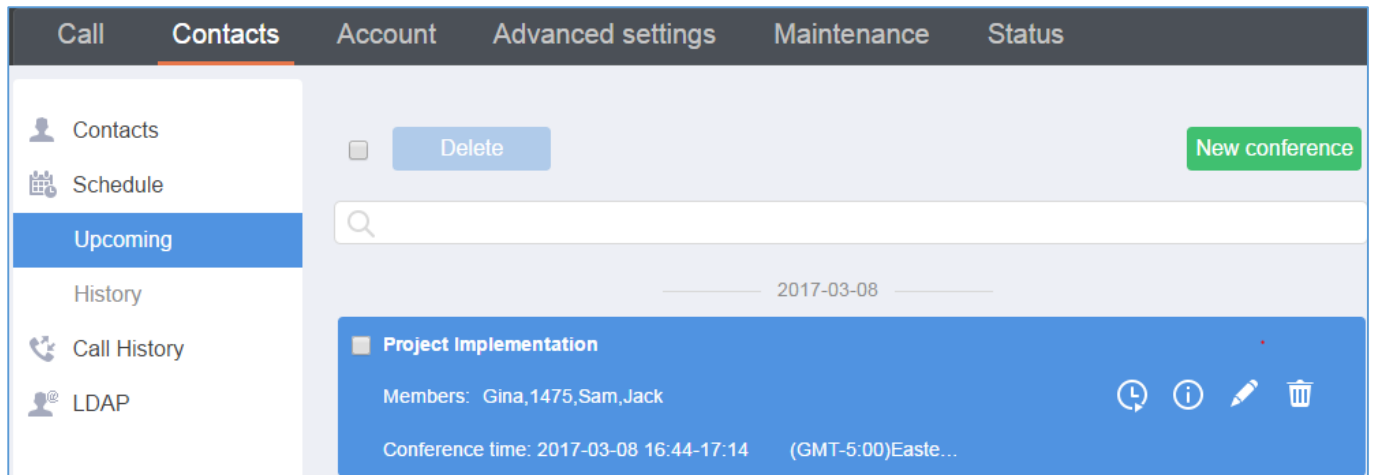 Call Contacts Account Advanced settings Maintenance Status
Contacts
Schedule
Upcoming
History
Call History
LDAP
Delete
New conference
2017-03-08
Project Implementation
Members: Gina,1475,Sam,Jack
Conference time: 2017-03-08 16:44-17:14 (GMT-5:00)Easte...